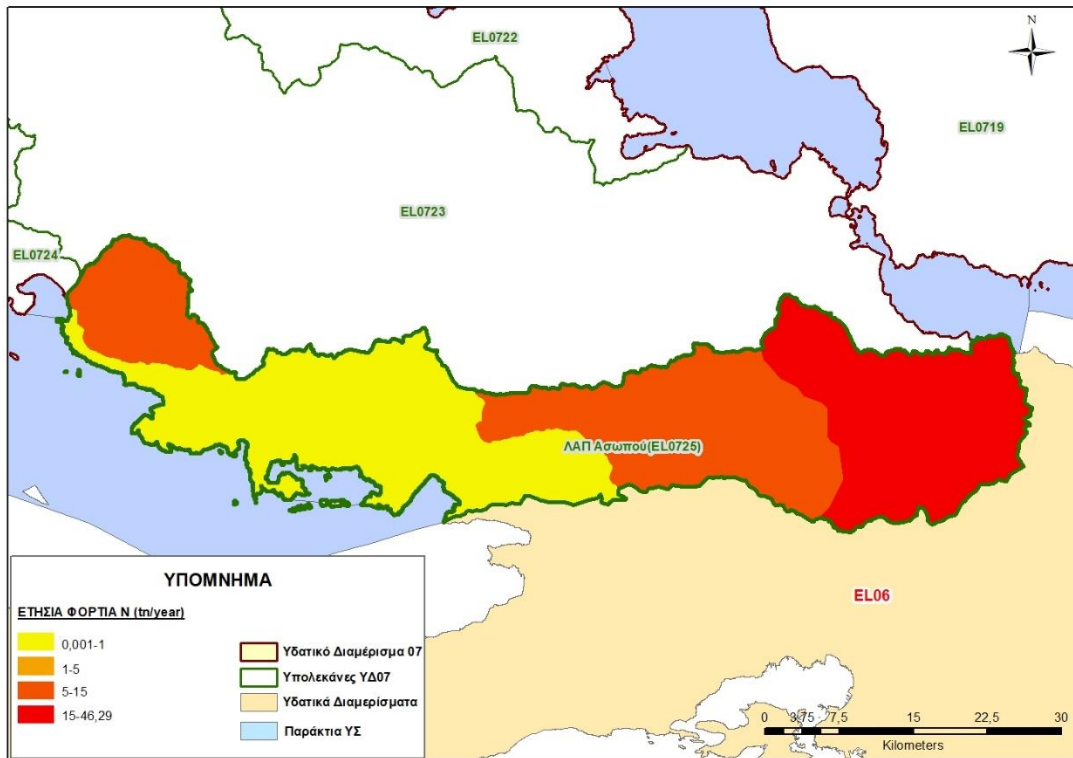 EL0722
N
EL0719
EL0723
EL0724
ΛΑΠ Ασωπού(EL0725)
EL06
ΥΠΟΜΝΗΜΑ
ΕΤΗΣΙΑ ΦΟΡΤΙΑ Ν (tn/year)
0,001-1
1-5
5-15
15-46,29
Υδατικό Διαμέρισμα 07
Υπολεκάνες ΥΔ07
Υδατικά Διαμερίσματα
Παράκτια ΥΣ
0 3,75 7,5 15 22,5 30
Kilometers